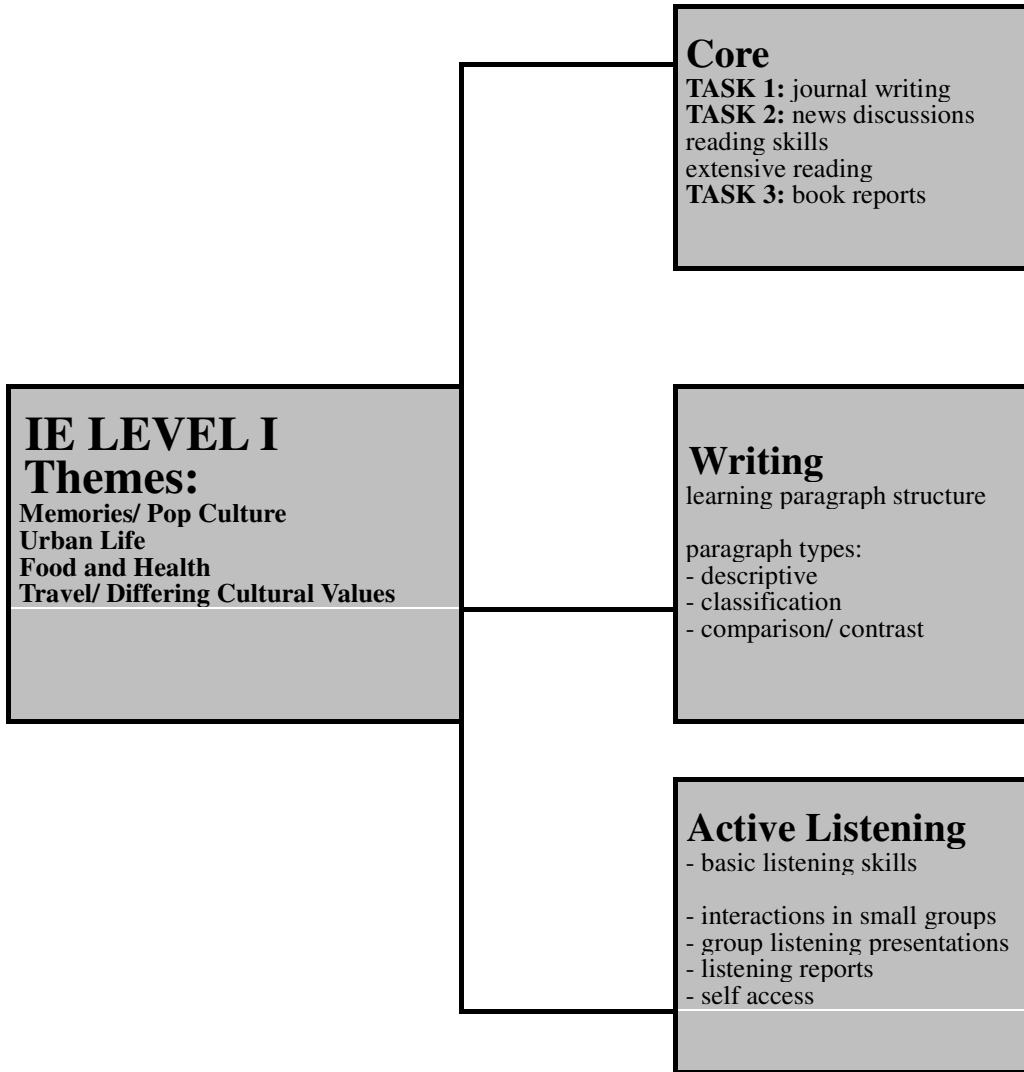 IE LEVEL I
Themes:
Memories/ Pop Culture
Urban Life
Food and Health
Travel/ Differing Cultural Values
Core
TASK 1: journal writing
TASK 2: news discussions
reading skills
extensive reading
TASK 3: book reports
Writing
learning paragraph structure
paragraph types:
- descriptive
- classification
- comparison/ contrast
Active Listening
- basic listening skills
- interactions in small groups
- group listening presentations
- listening reports
- self access